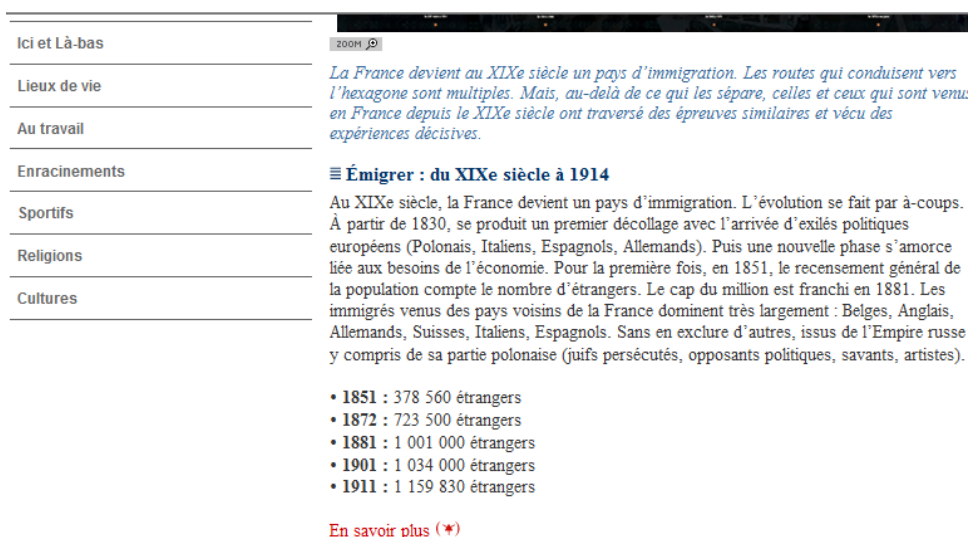 Ici et Là-bas
Lieux de vie
Au travail
Enracinements
Sportifs
Religions
Cultures
ZOOM
La France devient au XIXe siècle un pays d’immigration. Les routes qui conduisent vers
l’hexagone sont multiples. Mais, au-delà de ce qui les sépare, celles et ceux qui sont venus
en France depuis le XIXe siècle ont traversé des épreuves similaires et vécu des
expériences décisives.
Émigrer : du XIXe siècle à 1914
Au XIXe siècle, la France devient un pays d’immigration. L’évolution se fait par à-coups.
À partir de 1830, se produit un premier décollage avec l’arrivée d’exilés politiques
européens (Polonais, Italiens, Espagnols, Allemands). Puis une nouvelle phase s’amorce
liée aux besoins de l’économie. Pour la première fois, en 1851, le recensement général de
la population compte le nombre d’étrangers. Le cap du million est franchi en 1881. Les
immigrés venus des pays voisins de la France dominent très largement : Belges, Anglais,
Allemands, Suisses, Italiens, Espagnols. Sans en exclure d’autres, issus de l’Empire russe
y compris de sa partie polonaise (juifs persécutés, opposants politiques, savants, artistes).
• 1851 : 378 560 étrangers
• 1872 : 723 500 étrangers
• 1881 : 1 001 000 étrangers
• 1901 : 1 034 000 étrangers
• 1911 : 1 159 830 étrangers
En savoir plus (*)